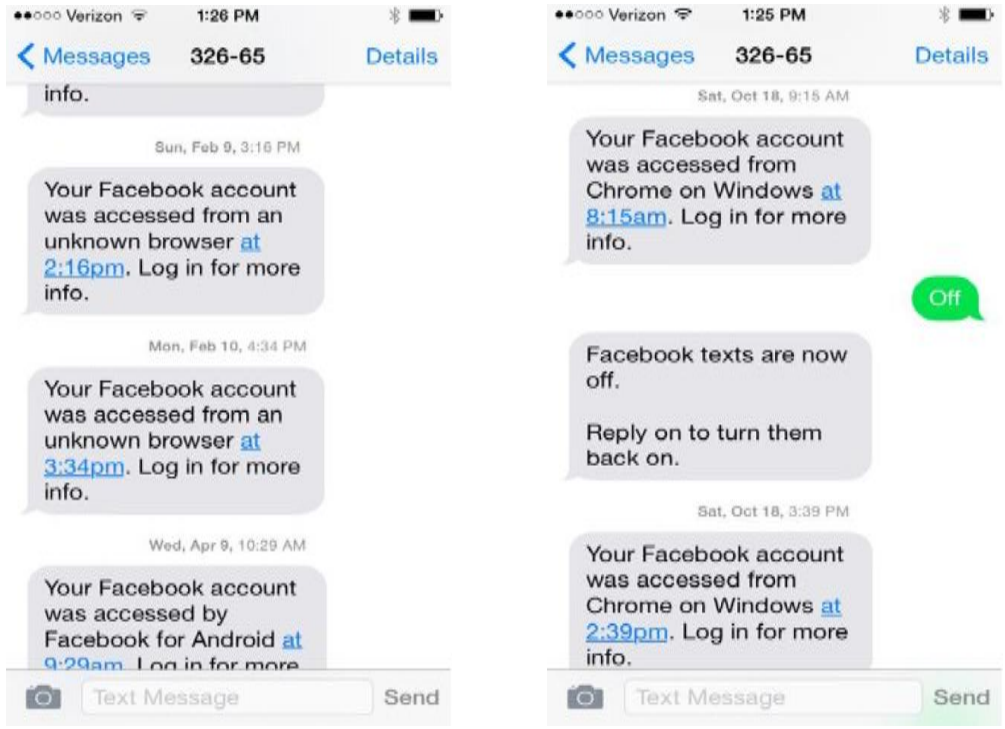 Verizon 1:26 PM
Messages 326-65 Details
info.
Sun, Feb 9, 3:16 PM
Your Facebook account
was accessed from an
unknown browser at
2:16pm. Log in for more
info.
Mon, Feb 10, 4:34 PM
Your Facebook account
was accessed from an
unknown browser at
3:34pm. Log in for more
info.
Wed, Apr 9, 10:29 AM
Your Facebook account
was accessed by
Facebook for Android at
9:29am. Log in for more
Text Message Send
Verizon 1:25 PM
Messages 326-65 Details
Sat, Oct 18, 9:15 AM
Your Facebook account
was accessed from
Chrome on Windows at
8:15am. Log in for more
info.
Off
Facebook texts are now
off.
Reply on to turn them
back on.
Sat, Oct 18, 3:39 PM
Your Facebook account
was accessed from
Chrome on Windows at
2:39pm. Log in for more
info.
Text Message Send